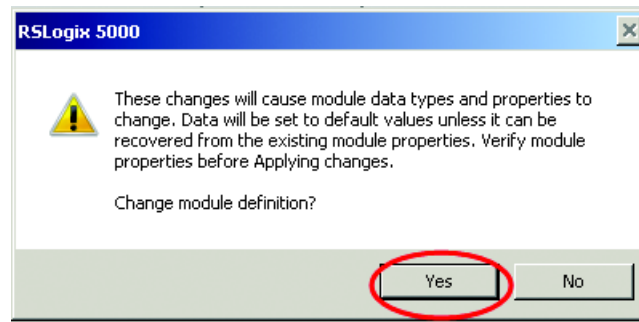 RSLogix 5000
These changes will cause module data types and properties to
change. Data will be set to default values unless it can be
recovered from the existing module properties. Verify module
properties before Applying changes.
Change module definition?
Yes
No